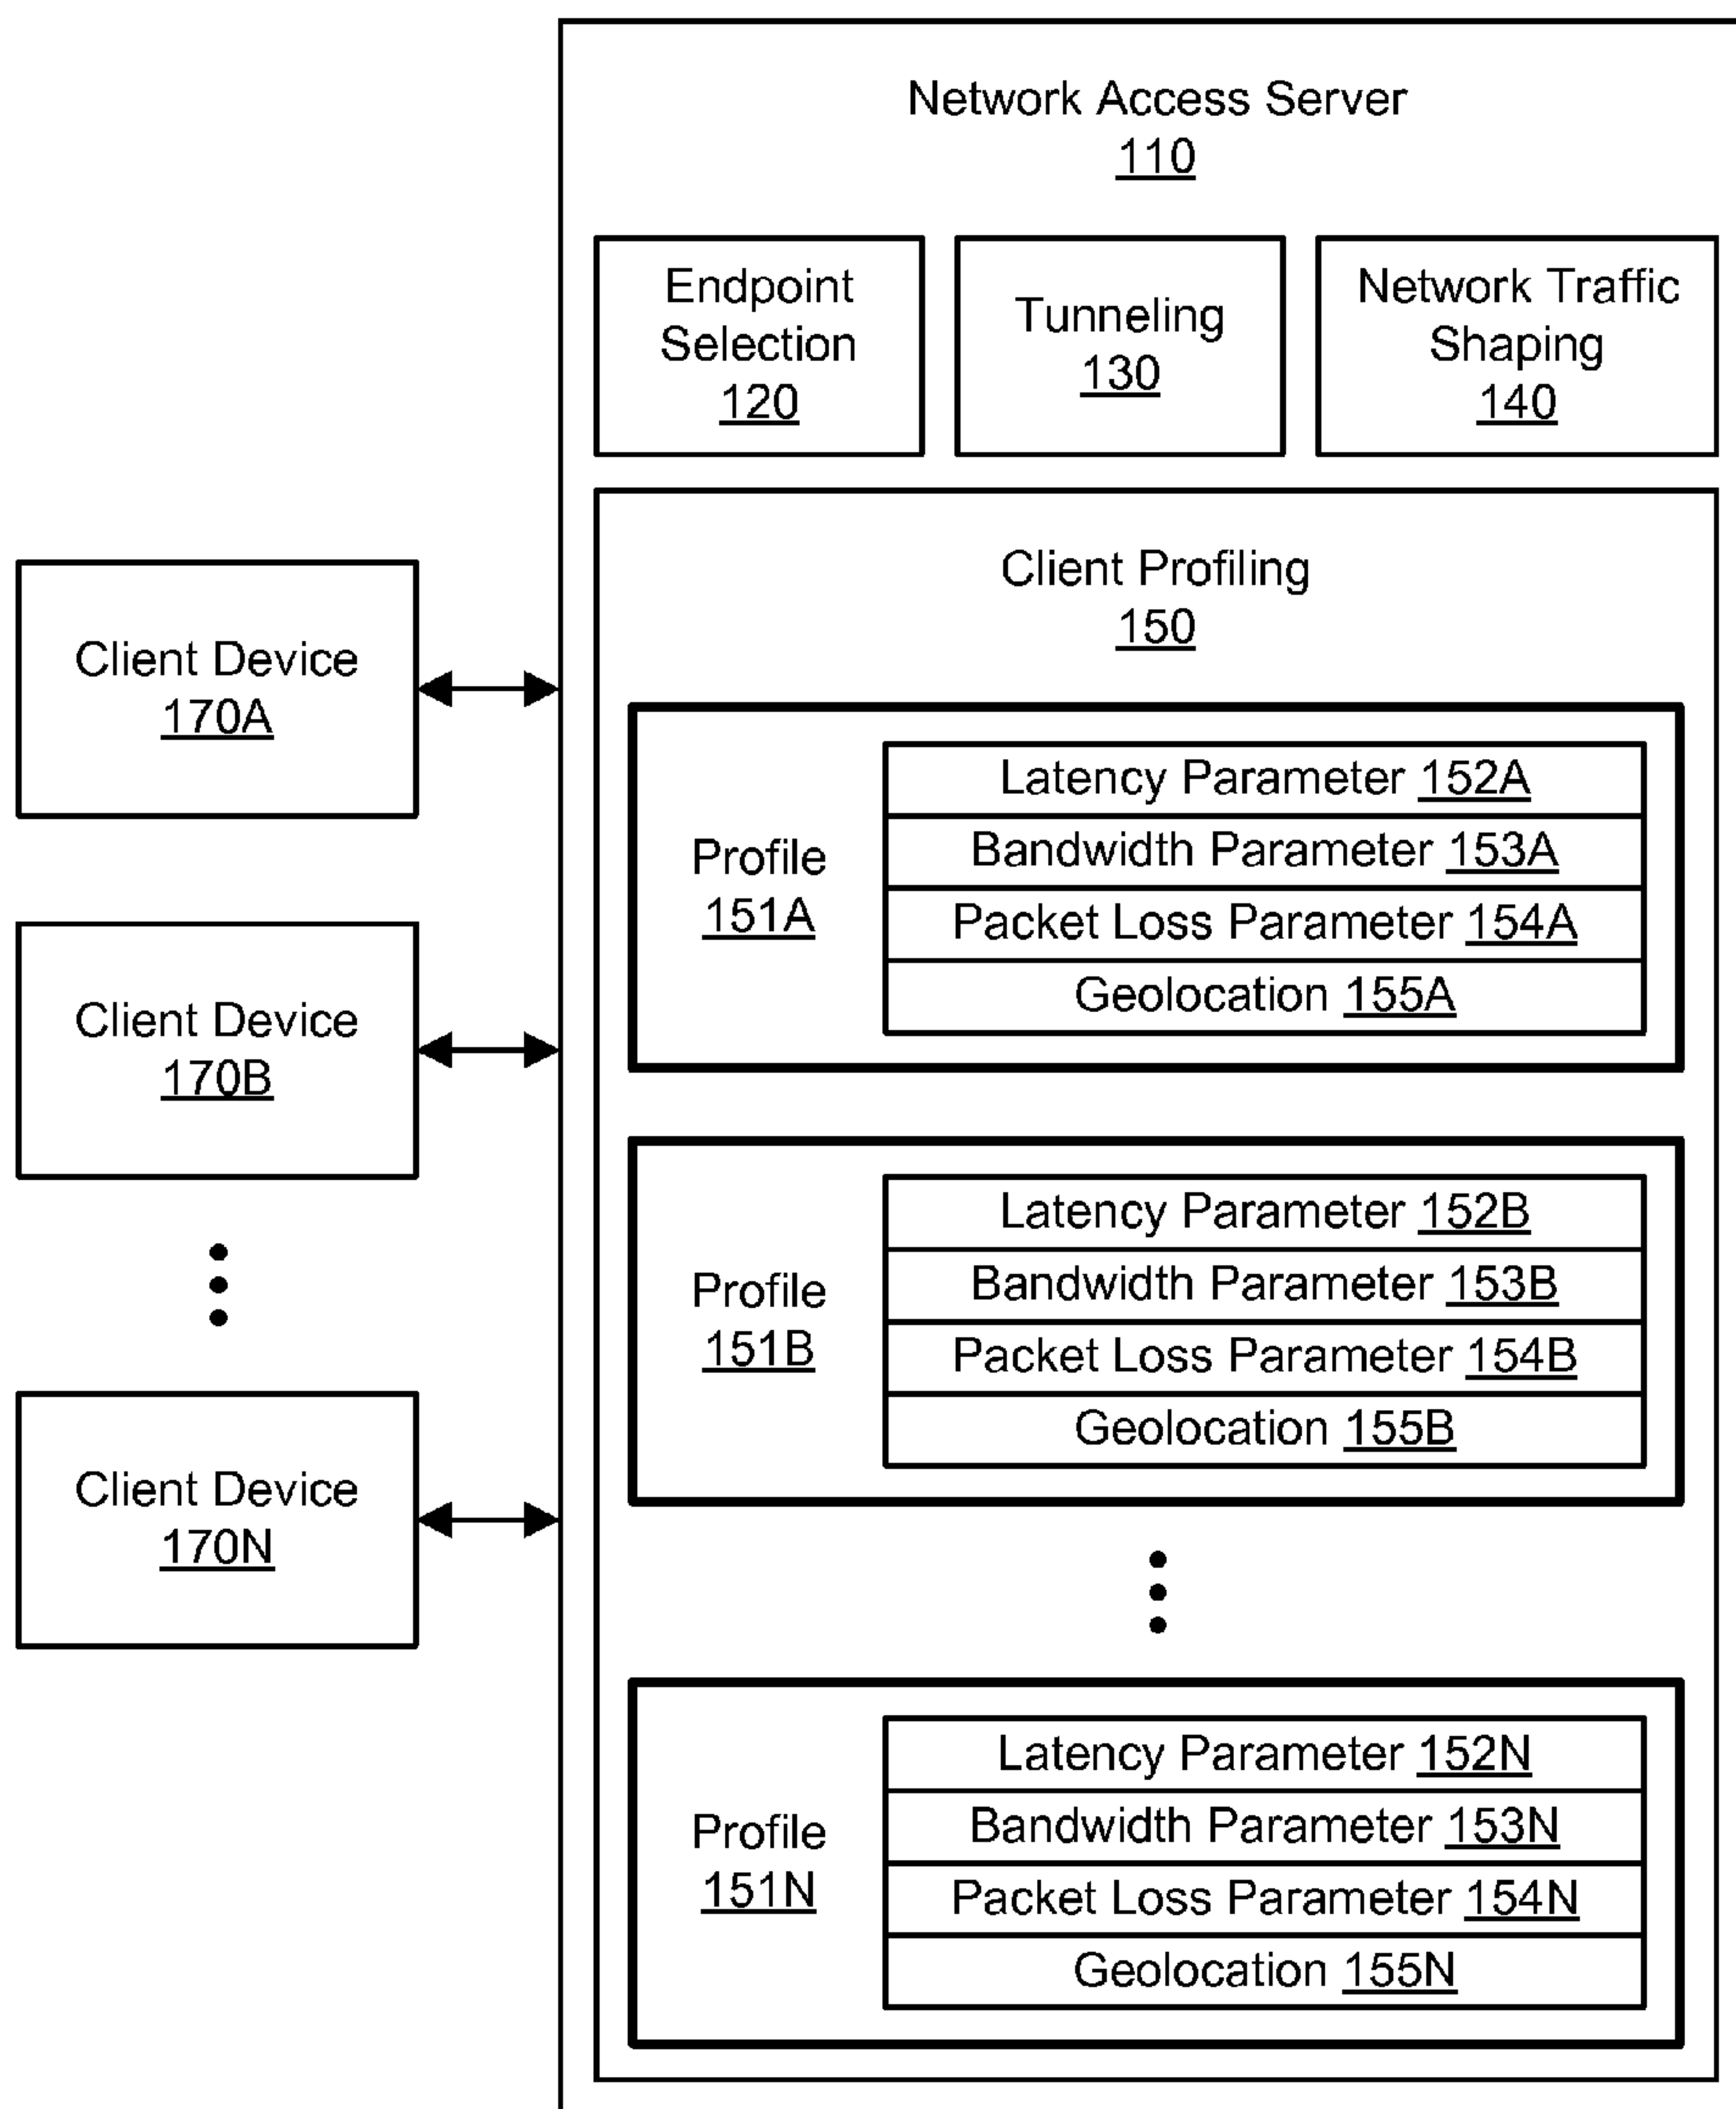 Network Access Server
110
Endpoint
Selection
120
Tunneling
130
Network Traffic
Shaping
140
Client Profiling
150
Client Device
170A
Client Device
170B
Client Device
170N
Profile
151A
Latency Parameter 152A
Bandwidth Parameter 153A
Packet Loss Parameter 154A
Geolocation 155A
Profile
151B
Latency Parameter 152B
Bandwidth Parameter 153B
Packet Loss Parameter 154B
Geolocation 155B
Profile
151N
Latency Parameter 152N
Bandwidth Parameter 153N
Packet Loss Parameter 154N
Geolocation 155N